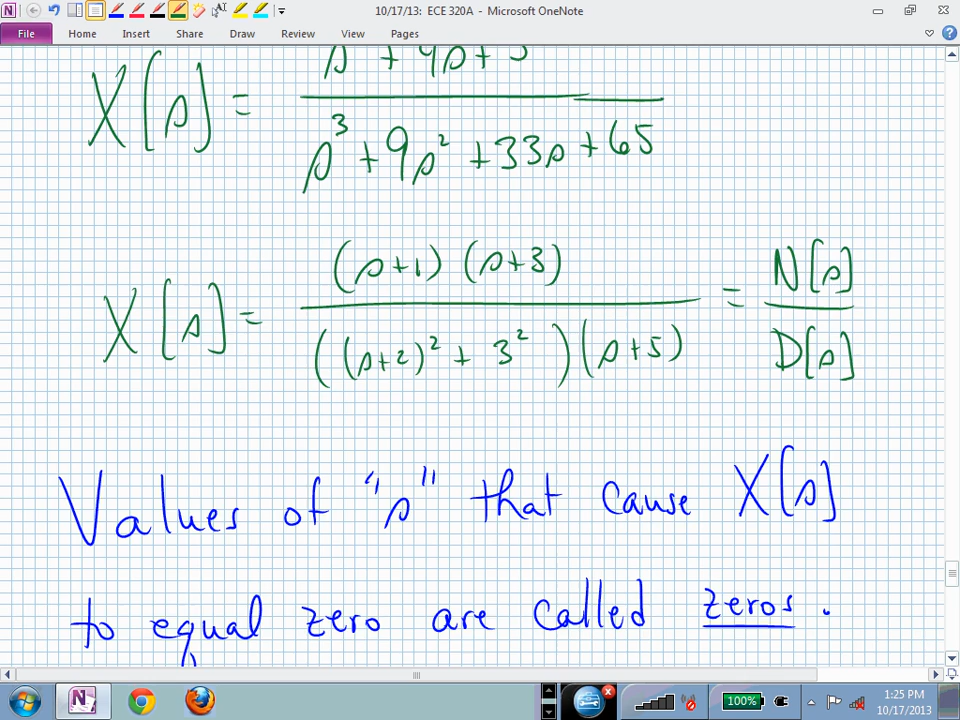 10/17/13: ECE 320A - Microsoft OneNote
File Home Insert Share Draw Review View Pages
s + 4s + 3
X[s] =
s³ + 9s² + 33s + 65
(s+1) (s+3) N[s]
X[s] = =
((s+2)² + 3²)(s+5) D[s]
Values of "s" that cause X[s]
to equal zero are called zeros.
100% 1:25 PM
10/17/2013